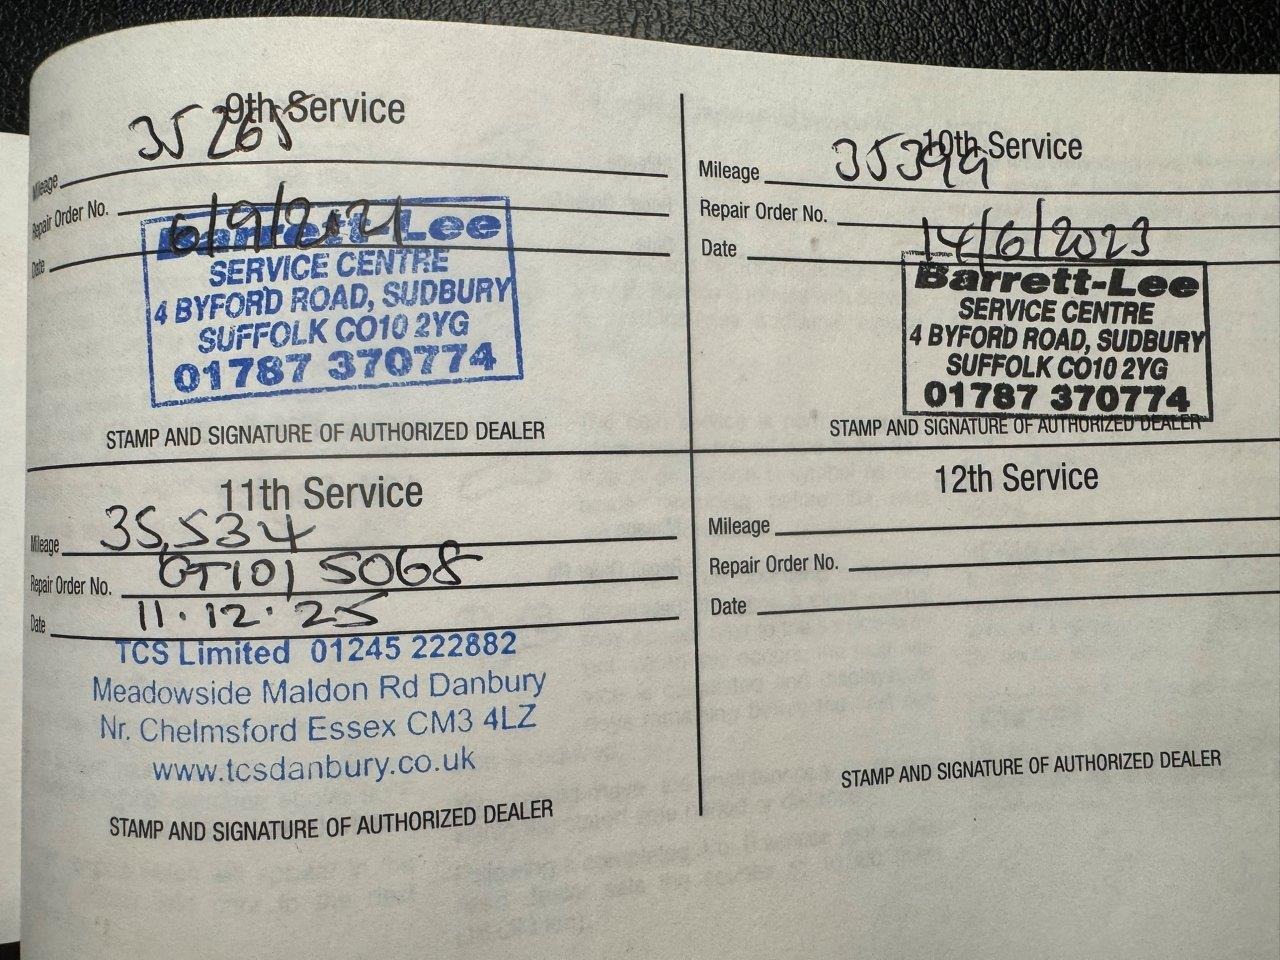 9th Service
Mileage 35265
Repair Order No.
Date 6/9/2021
Barrett-Lee
SERVICE CENTRE
4 BYFORD ROAD, SUDBURY
SUFFOLK CO10 2YG
01787 370774
STAMP AND SIGNATURE OF AUTHORIZED DEALER
10th Service
Mileage 35399
Repair Order No.
Date 14/6/2023
Barrett-Lee
SERVICE CENTRE
4 BYFORD ROAD, SUDBURY
SUFFOLK CO10 2YG
01787 370774
STAMP AND SIGNATURE OF AUTHORIZED DEALER
11th Service
Mileage 35,534
Repair Order No. GT101 5068
Date 11.12.25
TCS Limited 01245 222882
Meadowside Maldon Rd Danbury
Nr. Chelmsford Essex CM3 4LZ
www.tcsdanbury.co.uk
STAMP AND SIGNATURE OF AUTHORIZED DEALER
12th Service
Mileage
Repair Order No.
Date
STAMP AND SIGNATURE OF AUTHORIZED DEALER